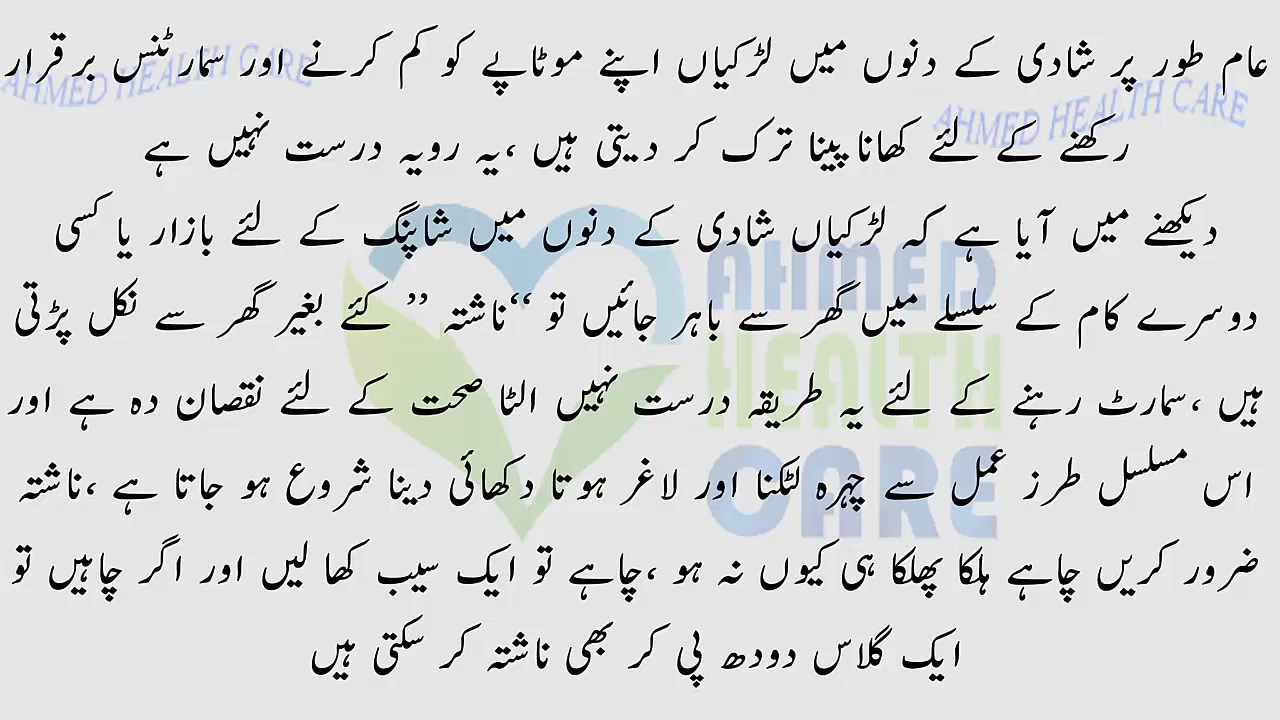 عام طور پر شادی کے دنوں میں لڑکیاں اپنے موٹاپے کو کم کرنے اور سمارٹنس برقرار
رکھنے کے لئے کھانا پینا ترک کر دیتی ہیں ،یہ رویہ درست نہیں ہے
دیکھنے میں آیا ہے کہ لڑکیاں شادی کے دنوں میں شاپنگ کے لئے بازار یا کسی
دوسرے کام کے سلسلے میں گھر سے باہر جائیں تو “ناشتہ ” کئے بغیر گھر سے نکل پڑتی
ہیں ،سمارٹ رہنے کے لئے یہ طریقہ درست نہیں الٹا صحت کے لئے نقصان دہ ہے اور
اس مسلسل طرز عمل سے چہرہ لٹکنا اور لاغر ہوتا دکھائی دینا شروع ہو جاتا ہے ،ناشتہ
ضرور کریں چاہے ہلکا پھلکا ہی کیوں نہ ہو ،چاہے تو ایک سیب کھا لیں اور اگر چاہیں تو
ایک گلاس دودھ پی کر بھی ناشتہ کر سکتی ہیں
AHMED HEALTH CARE
AHMED HEALTH CARE
AHMED
HEALTH
CARE